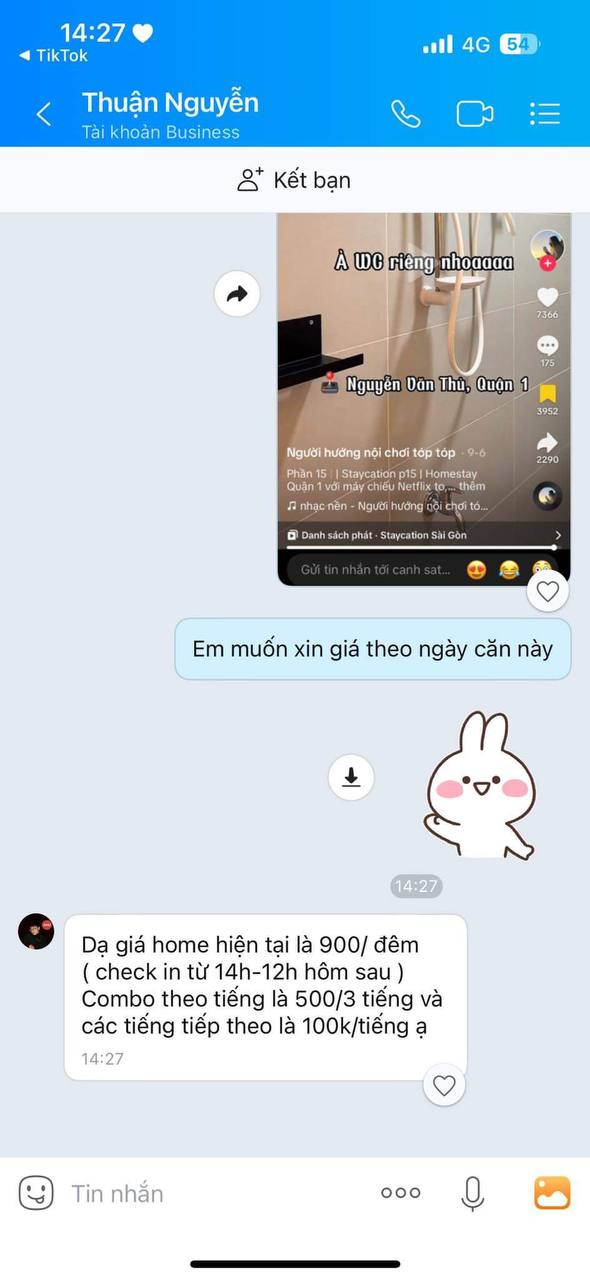 14:27
4G 54
TikTok
Thuận Nguyễn
Tài khoản Business
Kết bạn
À WC riêng nhoaaaa
7366
175
Nguyễn Văn Thủ, Quận 1
3952
2290
Người hướng nội chơi tóp tóp · 9-6
Phần 15 | Staycation p15 | Homestay
Quận 1 với máy chiếu Netflix to,... thêm
nhạc nền - Người hướng nội chơi tó...
Danh sách phát · Staycation Sài Gòn
Gửi tin nhắn tới canh sat...
Em muốn xin giá theo ngày căn này
14:27
Dạ giá home hiện tại là 900/ đêm
( check in từ 14h-12h hôm sau )
Combo theo tiếng là 500/3 tiếng và
các tiếng tiếp theo là 100k/tiếng ạ
14:27
Tin nhắn